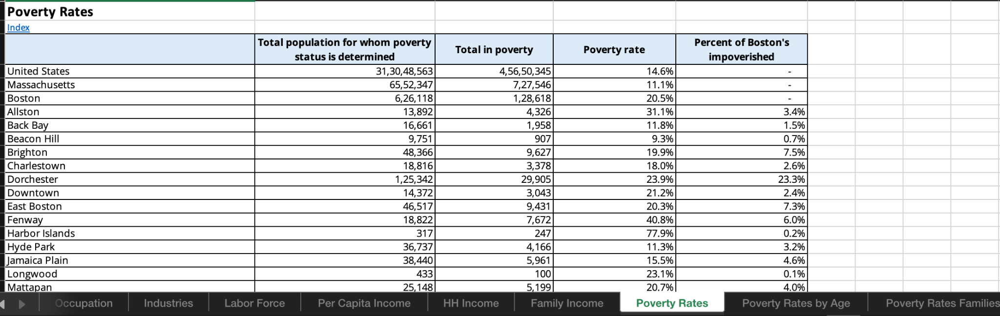 Poverty Rates
Index
Total population for whom poverty status is determined Total in poverty Poverty rate Percent of Boston's impoverished
United States 31,30,48,563 4,56,50,345 14.6% -
Massachusetts 65,52,347 7,27,546 11.1% -
Boston 6,26,118 1,28,618 20.5% -
Allston 13,892 4,326 31.1% 3.4%
Back Bay 16,661 1,958 11.8% 1.5%
Beacon Hill 9,751 907 9.3% 0.7%
Brighton 48,366 9,627 19.9% 7.5%
Charlestown 18,816 3,378 18.0% 2.6%
Dorchester 1,25,342 29,905 23.9% 23.3%
Downtown 14,372 3,043 21.2% 2.4%
East Boston 46,517 9,431 20.3% 7.3%
Fenway 18,822 7,672 40.8% 6.0%
Harbor Islands 317 247 77.9% 0.2%
Hyde Park 36,737 4,166 11.3% 3.2%
Jamaica Plain 38,440 5,961 15.5% 4.6%
Longwood 433 100 23.1% 0.1%
Mattapan 25,148 5,199 20.7% 4.0%
Occupation Industries Labor Force Per Capita Income HH Income Family Income Poverty Rates Poverty Rates by Age Poverty Rates Families